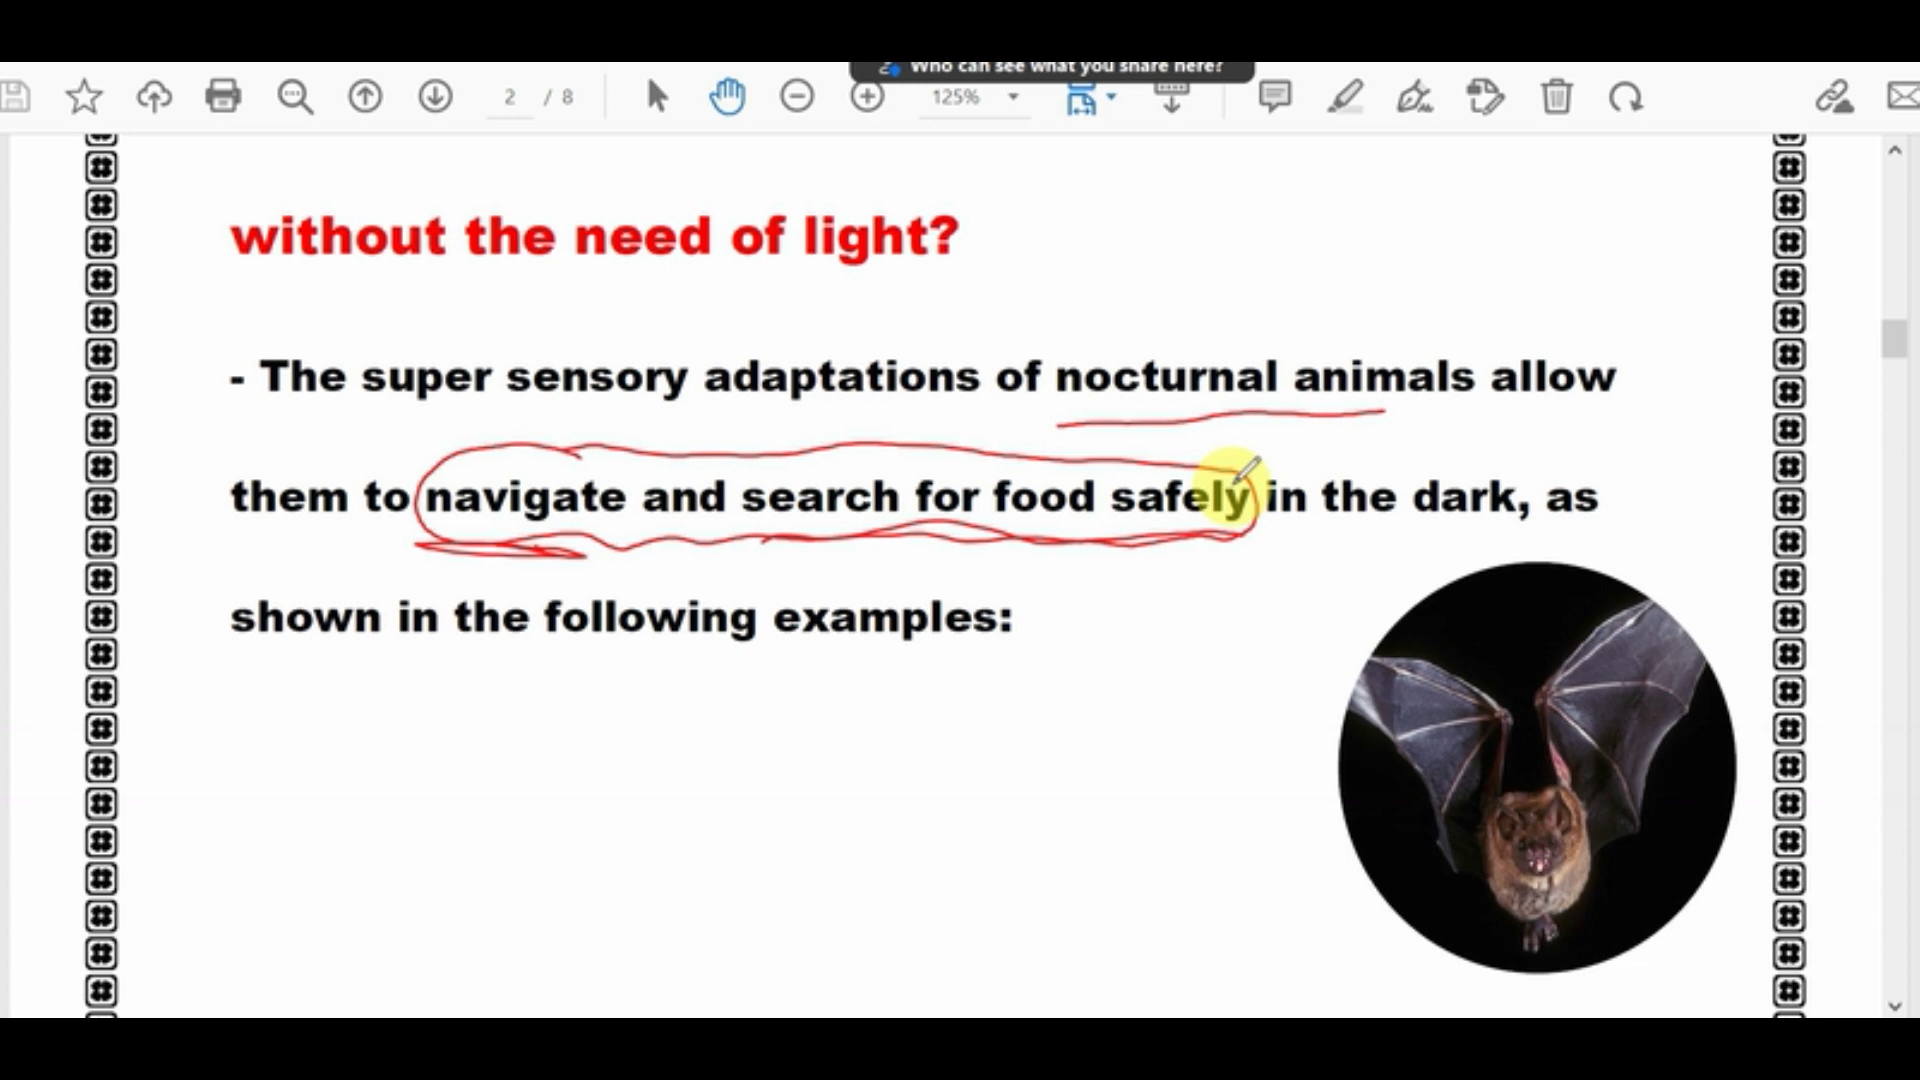 Who can see what you share here?
2 / 8
125%
without the need of light?
- The super sensory adaptations of nocturnal animals allow
them to navigate and search for food safely in the dark, as
shown in the following examples: